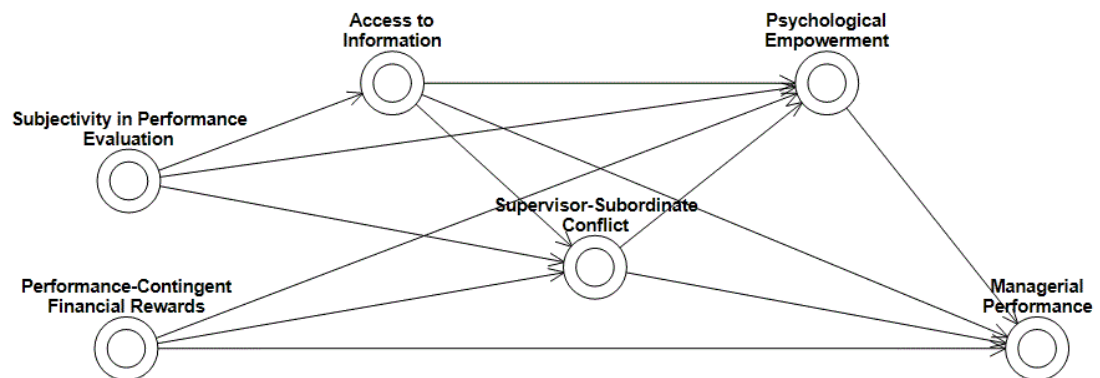 Access to
Information
Psychological
Empowerment
Subjectivity in Performance
Evaluation
Supervisor-Subordinate
Conflict
Performance-Contingent
Financial Rewards
Managerial
Performance